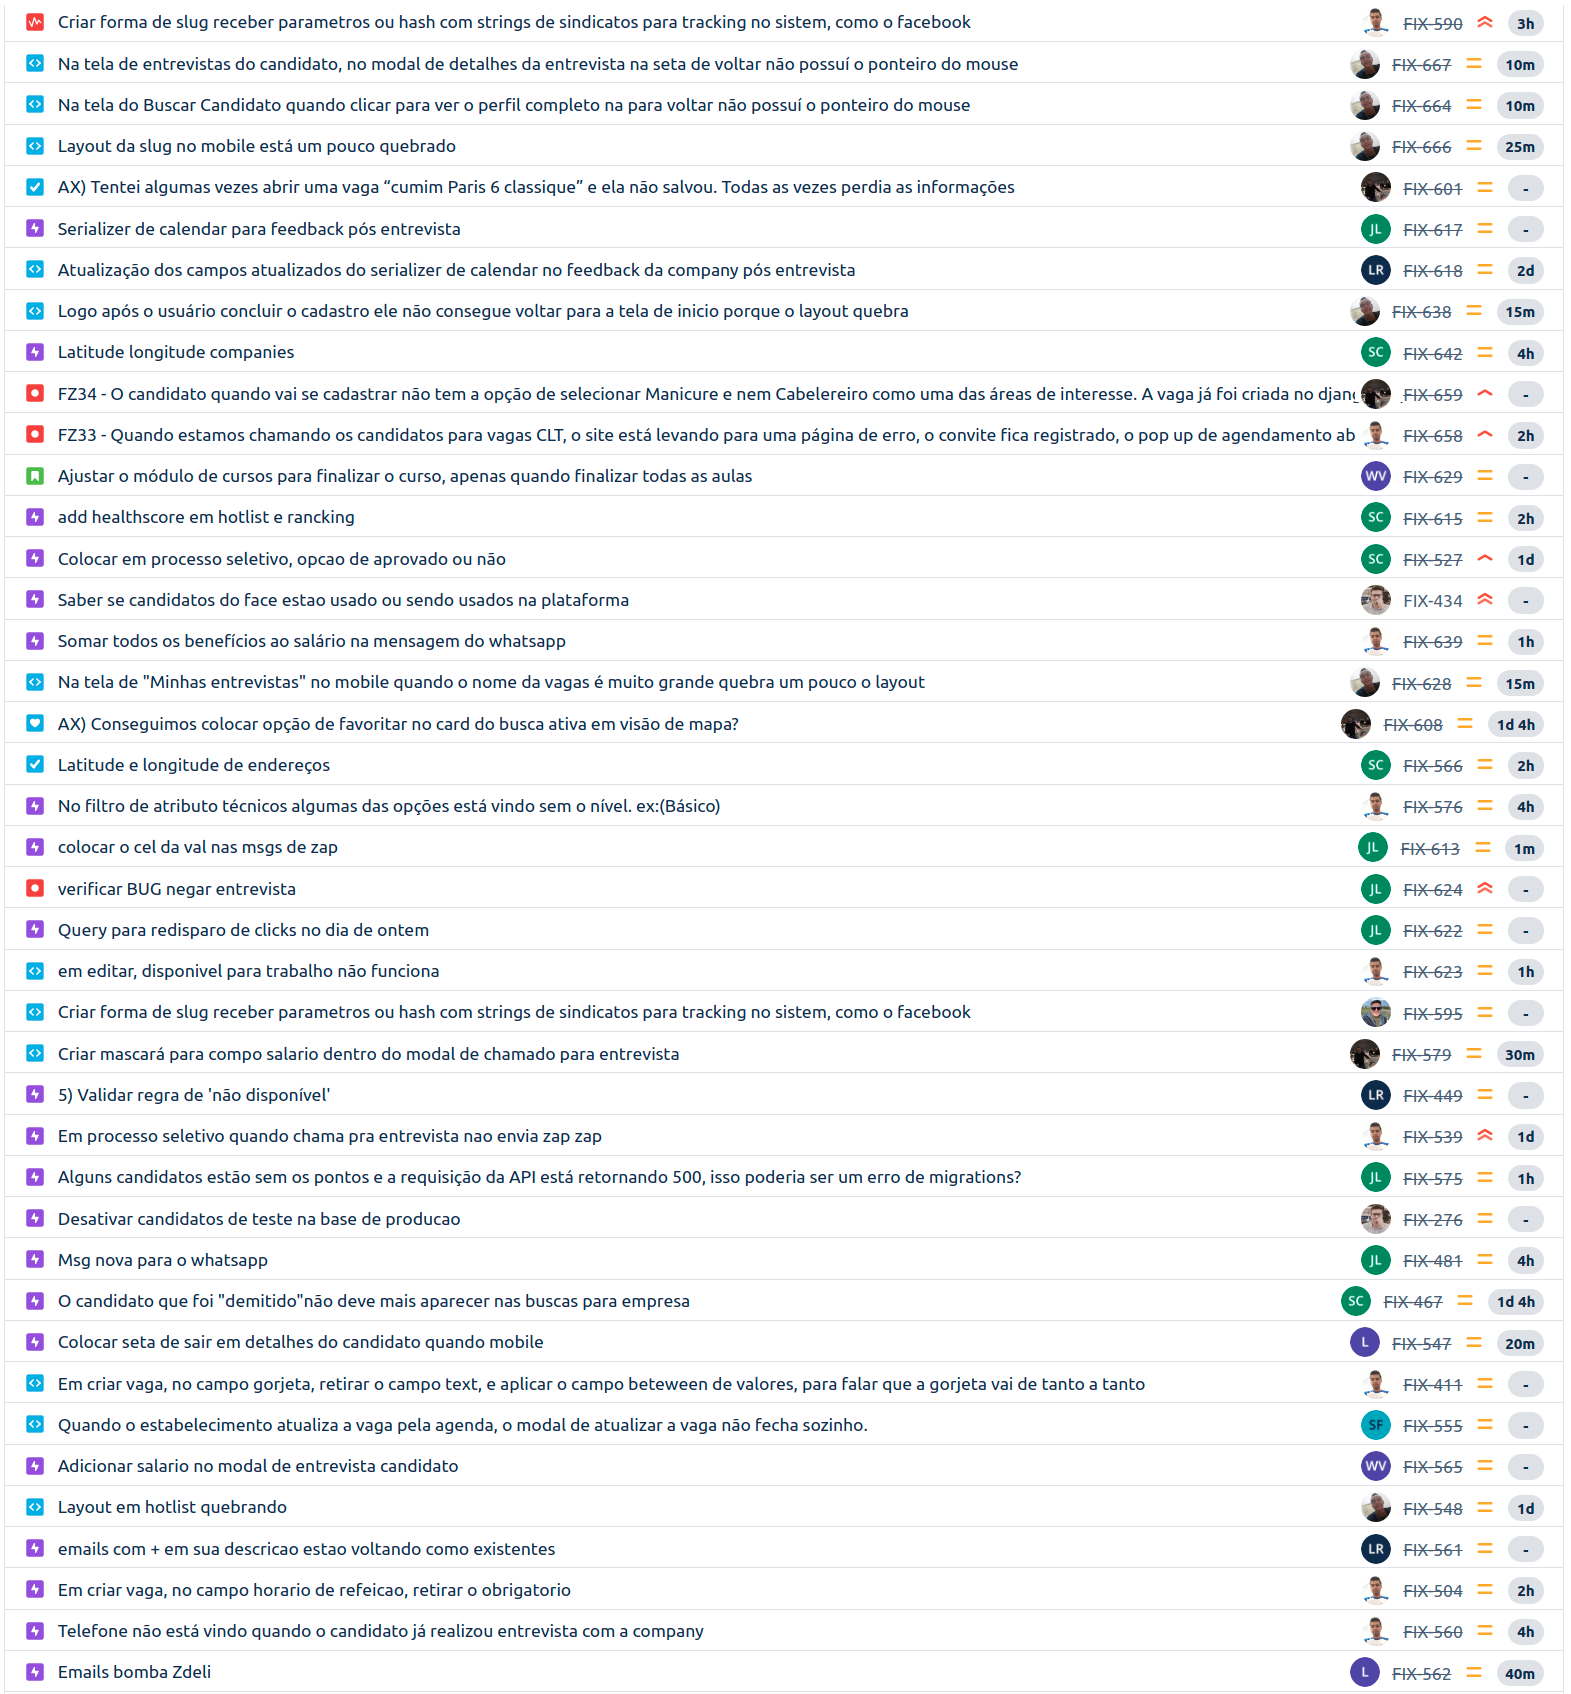 Criar forma de slug receber parametros ou hash com strings de sindicatos para tracking no sistem, como o facebook FIX-590 3h
Na tela de entrevistas do candidato, no modal de detalhes da entrevista na seta de voltar não possuí o ponteiro do mouse FIX-667 10m
Na tela do Buscar Candidato quando clicar para ver o perfil completo na para voltar não possuí o ponteiro do mouse FIX-664 10m
Layout da slug no mobile está um pouco quebrado FIX-666 25m
AX) Tentei algumas vezes abrir uma vaga “cumim Paris 6 classique” e ela não salvou. Todas as vezes perdia as informações FIX-601 -
Serializer de calendar para feedback pós entrevista JL FIX-617 -
Atualização dos campos atualizados do serializer de calendar no feedback da company pós entrevista LR FIX-618 2d
Logo após o usuário concluir o cadastro ele não consegue voltar para a tela de inicio porque o layout quebra FIX-638 15m
Latitude longitude companies SC FIX-642 4h
FZ34 - O candidato quando vai se cadastrar não tem a opção de selecionar Manicure e nem Cabelereiro como uma das áreas de interesse. A vaga já foi criada no djang FIX-659 -
FZ33 - Quando estamos chamando os candidatos para vagas CLT, o site está levando para uma página de erro, o convite fica registrado, o pop up de agendamento ab FIX-658 2h
Ajustar o módulo de cursos para finalizar o curso, apenas quando finalizar todas as aulas WV FIX-629 -
add healthscore em hotlist e rancking SC FIX-615 2h
Colocar em processo seletivo, opcao de aprovado ou não SC FIX-527 1d
Saber se candidatos do face estao usado ou sendo usados na plataforma FIX-434 -
Somar todos os benefícios ao salário na mensagem do whatsapp FIX-639 1h
Na tela de "Minhas entrevistas" no mobile quando o nome da vagas é muito grande quebra um pouco o layout FIX-628 15m
AX) Conseguimos colocar opção de favoritar no card do busca ativa em visão de mapa? FIX-608 1d 4h
Latitude e longitude de endereços SC FIX-566 2h
No filtro de atributo técnicos algumas das opções está vindo sem o nível. ex:(Básico) FIX-576 4h
colocar o cel da val nas msgs de zap JL FIX-613 1m
verificar BUG negar entrevista JL FIX-624 -
Query para redisparo de clicks no dia de ontem JL FIX-622 -
em editar, disponivel para trabalho não funciona FIX-623 1h
Criar forma de slug receber parametros ou hash com strings de sindicatos para tracking no sistem, como o facebook FIX-595 -
Criar mascará para compo salario dentro do modal de chamado para entrevista FIX-579 30m
5) Validar regra de 'não disponível' LR FIX-449 -
Em processo seletivo quando chama pra entrevista nao envia zap zap FIX-539 1d
Alguns candidatos estão sem os pontos e a requisição da API está retornando 500, isso poderia ser um erro de migrations? JL FIX-575 1h
Desativar candidatos de teste na base de producao FIX-276 -
Msg nova para o whatsapp JL FIX-481 4h
O candidato que foi "demitido"não deve mais aparecer nas buscas para empresa SC FIX-467 1d 4h
Colocar seta de sair em detalhes do candidato quando mobile L FIX-547 20m
Em criar vaga, no campo gorjeta, retirar o campo text, e aplicar o campo beteween de valores, para falar que a gorjeta vai de tanto a tanto FIX-411 -
Quando o estabelecimento atualiza a vaga pela agenda, o modal de atualizar a vaga não fecha sozinho. SF FIX-555 -
Adicionar salario no modal de entrevista candidato WV FIX-565 -
Layout em hotlist quebrando FIX-548 1d
emails com + em sua descricao estao voltando como existentes LR FIX-561 -
Em criar vaga, no campo horario de refeicao, retirar o obrigatorio FIX-504 2h
Telefone não está vindo quando o candidato já realizou entrevista com a company FIX-560 4h
Emails bomba Zdeli L FIX-562 40m